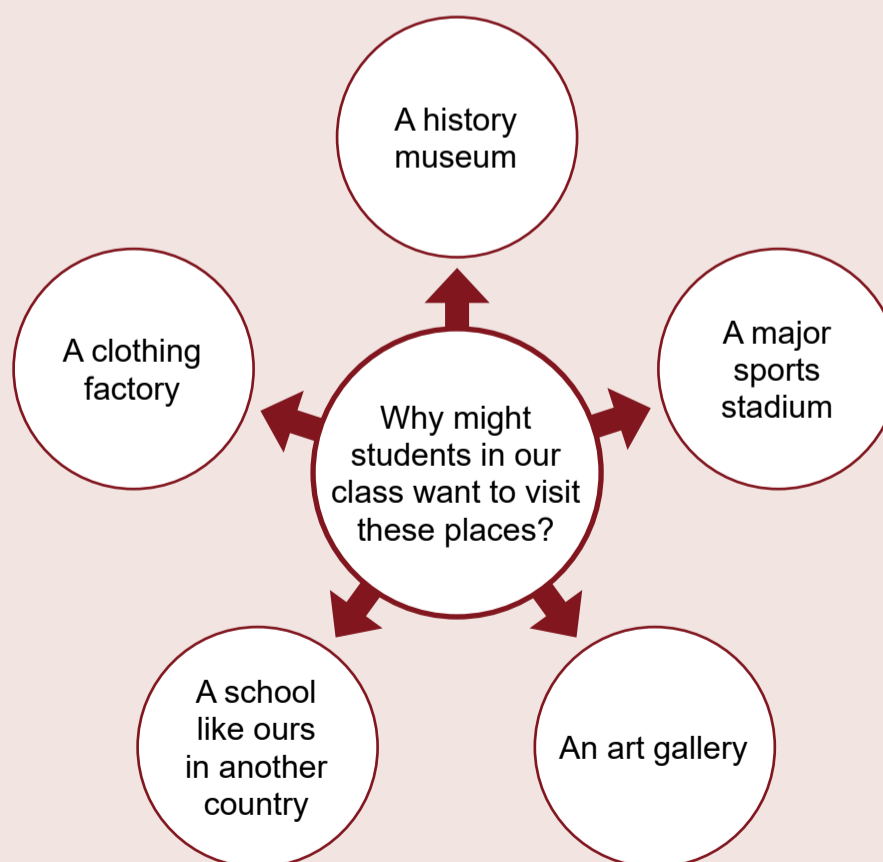 A history
museum
A clothing
factory
A major
sports
stadium
Why might
students in our
class want to visit
these places?
A school
like ours
in another
country
An art gallery